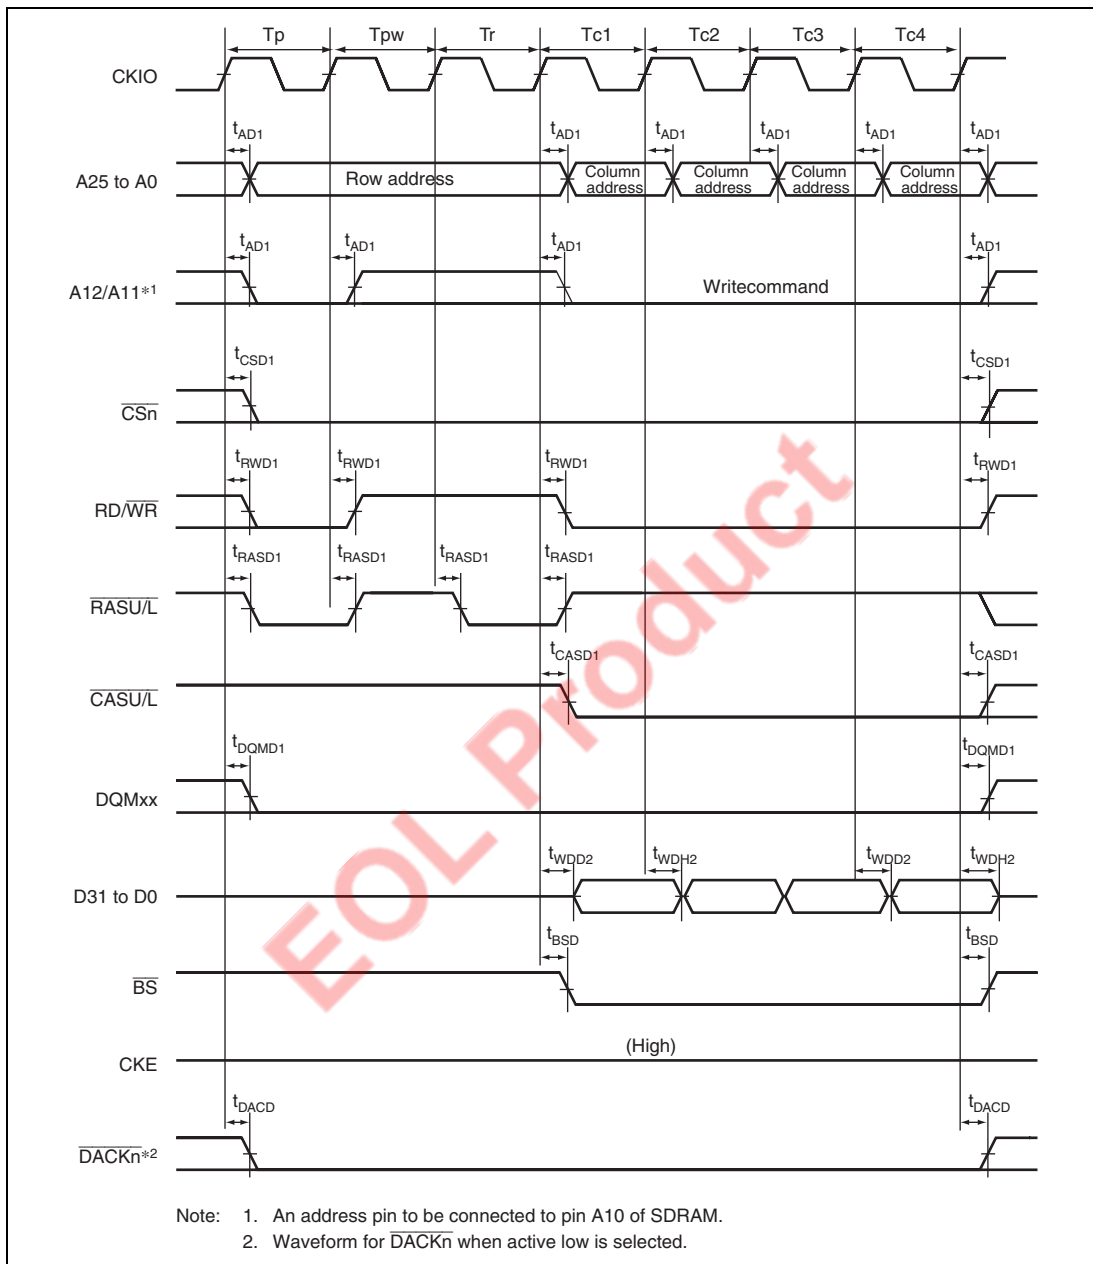 Tp Tpw Tr Tc1 Tc2 Tc3 Tc4
CKIO
tAD1 tAD1 tAD1 tAD1 tAD1 tAD1
A25 to A0 Row address Column address Column address Column address Column address
tAD1 tAD1 tAD1 tAD1
A12/A11*1 Writecommand
tCSD1 tCSD1
CSn
tRWD1 tRWD1 tRWD1 tRWD1
RD/WR
tRASD1 tRASD1 tRASD1 tRASD1
RASU/L
tCASD1 tCASD1
CASU/L
tDQMD1 tDQMD1
DQMxx
tWDD2 tWDH2 tWDD2 tWDH2
D31 to D0
tBSD tBSD
BS
(High)
CKE
tDACD tDACD
DACKn*2
Note: 1. An address pin to be connected to pin A10 of SDRAM.
2. Waveform for DACKn when active low is selected.
EOL Product